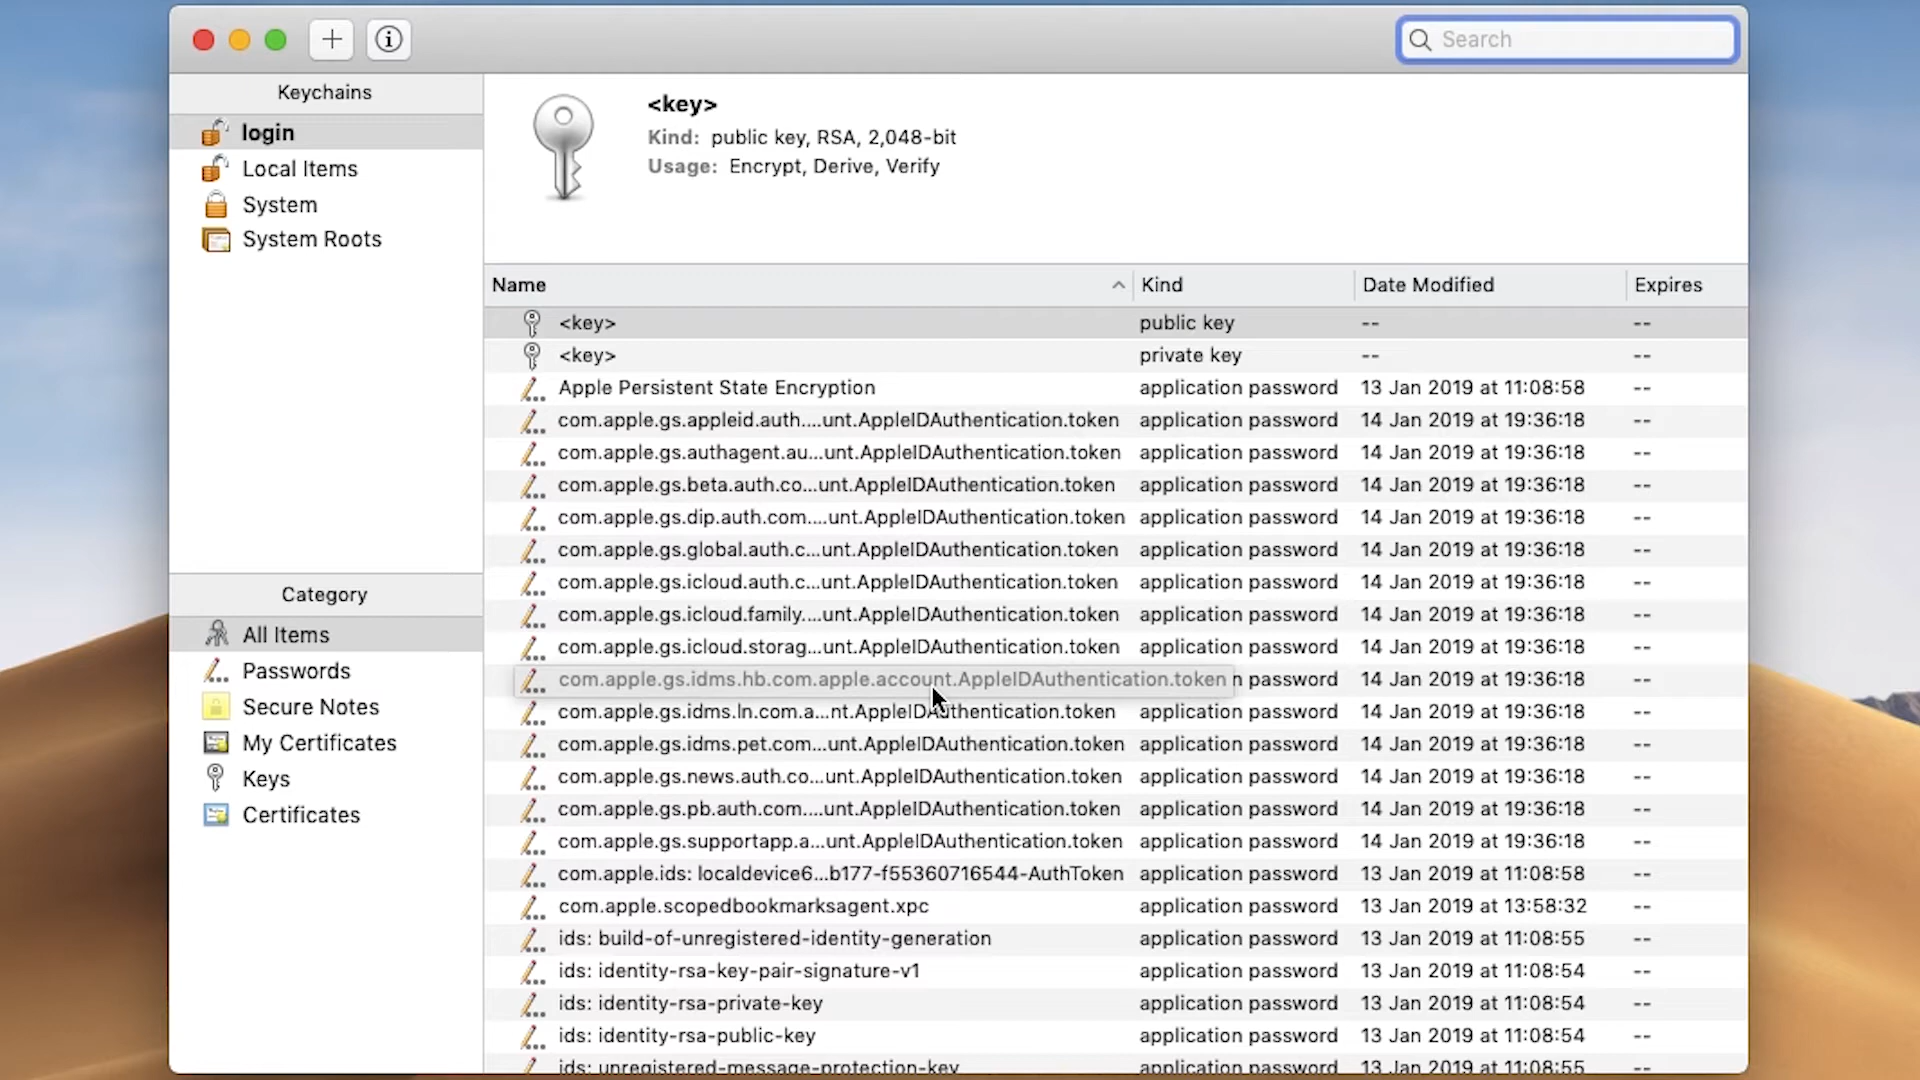 Search
Keychains
login
Local Items
System
System Roots
<key>
Kind: public key, RSA, 2,048-bit
Usage: Encrypt, Derive, Verify
Name Kind Date Modified Expires
<key> public key -- --
<key> private key -- --
Apple Persistent State Encryption application password 13 Jan 2019 at 11:08:58 --
com.apple.gs.appleid.auth....unt.AppleIDAuthentication.token application password 14 Jan 2019 at 19:36:18 --
com.apple.gs.authagent.au...unt.AppleIDAuthentication.token application password 14 Jan 2019 at 19:36:18 --
com.apple.gs.beta.auth.co...unt.AppleIDAuthentication.token application password 14 Jan 2019 at 19:36:18 --
com.apple.gs.dip.auth.com....unt.AppleIDAuthentication.token application password 14 Jan 2019 at 19:36:18 --
com.apple.gs.global.auth.c...unt.AppleIDAuthentication.token application password 14 Jan 2019 at 19:36:18 --
com.apple.gs.icloud.auth.c...unt.AppleIDAuthentication.token application password 14 Jan 2019 at 19:36:18 --
com.apple.gs.icloud.family....unt.AppleIDAuthentication.token application password 14 Jan 2019 at 19:36:18 --
com.apple.gs.icloud.storag...unt.AppleIDAuthentication.token application password 14 Jan 2019 at 19:36:18 --
com.apple.gs.idms.hb.com.apple.account.AppleIDAuthentication.token n password 14 Jan 2019 at 19:36:18 --
com.apple.gs.idms.ln.com.a...nt.AppleIDAuthentication.token application password 14 Jan 2019 at 19:36:18 --
com.apple.gs.idms.pet.com...unt.AppleIDAuthentication.token application password 14 Jan 2019 at 19:36:18 --
com.apple.gs.news.auth.co...unt.AppleIDAuthentication.token application password 14 Jan 2019 at 19:36:18 --
com.apple.gs.pb.auth.com....unt.AppleIDAuthentication.token application password 14 Jan 2019 at 19:36:18 --
com.apple.gs.supportapp.a...unt.AppleIDAuthentication.token application password 14 Jan 2019 at 19:36:18 --
com.apple.ids: localdevice6...b177-f55360716544-AuthToken application password 13 Jan 2019 at 11:08:58 --
com.apple.scopedbookmarksagent.xpc application password 13 Jan 2019 at 13:58:32 --
ids: build-of-unregistered-identity-generation application password 13 Jan 2019 at 11:08:55 --
ids: identity-rsa-key-pair-signature-v1 application password 13 Jan 2019 at 11:08:54 --
ids: identity-rsa-private-key application password 13 Jan 2019 at 11:08:54 --
ids: identity-rsa-public-key application password 13 Jan 2019 at 11:08:54 --
ids: unregistered-message-protection-key application password 13 Jan 2019 at 11:08:55 --
Category
All Items
Passwords
Secure Notes
My Certificates
Keys
Certificates